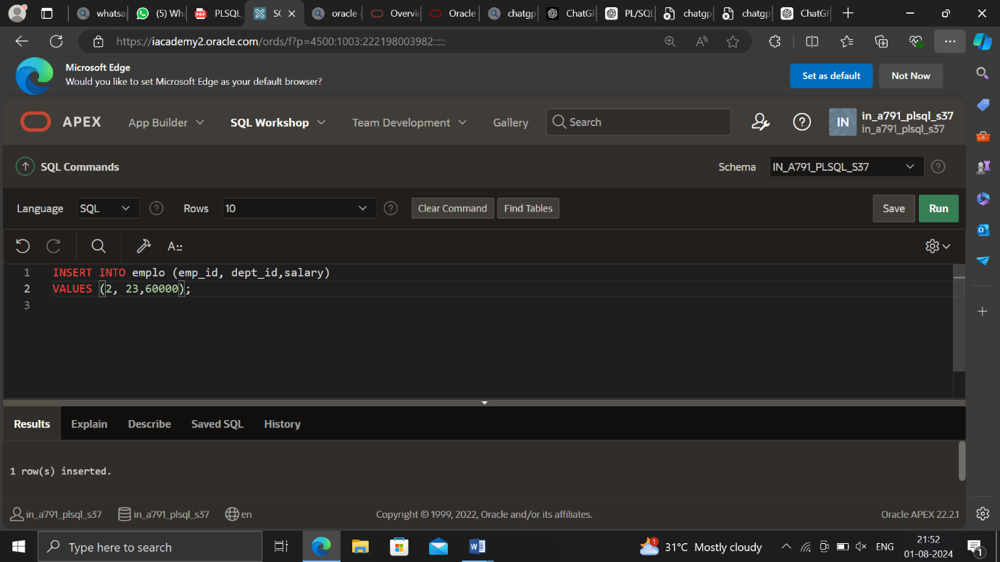 whatsa
(5) Wh
PLSQL
SC
oracle
Overvi
Oracle
chatgp
ChatG
PL/SQL
chatgp
chatgp
ChatG
https://iacademy2.oracle.com/ords/f?p=4500:1003:222198003982:::::
Microsoft Edge
Would you like to set Microsoft Edge as your default browser?
Set as default
Not Now
APEX
App Builder
SQL Workshop
Team Development
Gallery
Search
IN
in_a791_plsql_s37
in_a791_plsql_s37
SQL Commands
Schema
IN_A791_PLSQL_S37
Language
SQL
Rows
10
Clear Command
Find Tables
Save
Run
A::
1 INSERT INTO emplo (emp_id, dept_id,salary)
2 VALUES (2, 23,60000);
3
Results
Explain
Describe
Saved SQL
History
1 row(s) inserted.
in_a791_plsql_s37
in_a791_plsql_s37
en
Copyright © 1999, 2022, Oracle and/or its affiliates.
Oracle APEX 22.2.1
Type here to search
1
31°C Mostly cloudy
ENG
21:52
01-08-2024
1